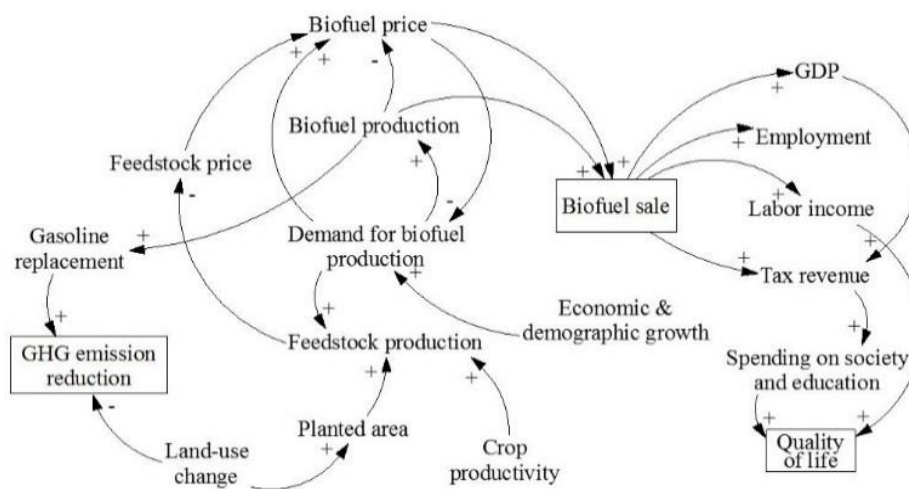 Biofuel price
+
+
-
GDP
+
Biofuel production
Employment
+
Feedstock price
-
+
+
+
Biofuel sale
+
Labor income
-
Gasoline
replacement
+
Demand for biofuel
production
+
+
+
Tax revenue
+
Economic &
demographic growth
+
+
GHG emission
reduction
Feedstock production
+
Spending on society
and education
+
+
-
+
+
Planted area
Quality
of life
Land-use
change
+
Crop
productivity